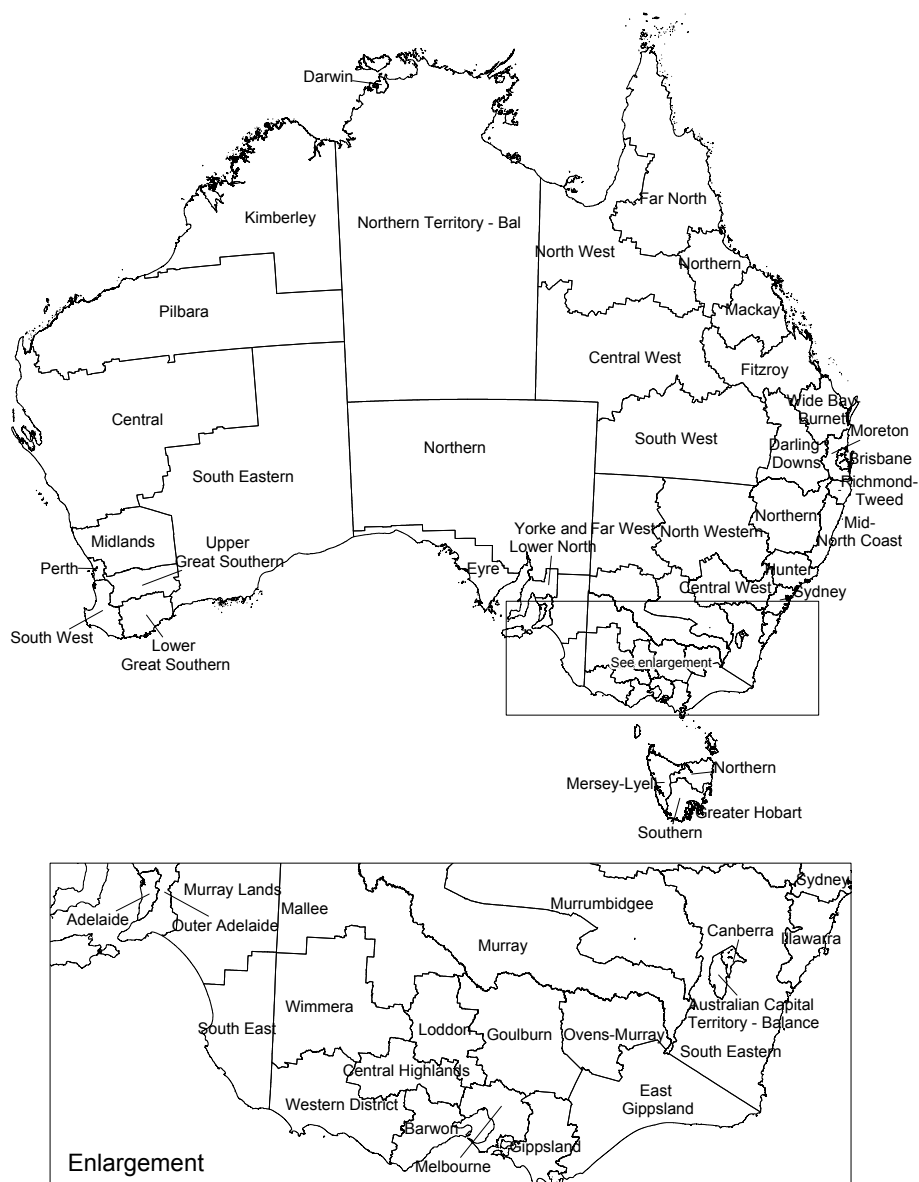 Darwin
Kimberley
Northern Territory - Bal
Far North
North West
Northern
Pilbara
Mackay
Central West
Fitzroy
Central
Wide Bay-
Burnett
Moreton
South West
Northern
Darling
Downs
Brisbane
South Eastern
Richmond-
Tweed
Northern
Mid-
North Coast
Yorke and
Lower North
Far West
North Western
Midlands
Upper
Great Southern
Perth
Eyre
Hunter
Central West
Sydney
South West
Lower
Great Southern
See enlargement
Mersey-Lyell
Northern
Greater Hobart
Southern
Sydney
Murray Lands
Mallee
Murrumbidgee
Adelaide
Outer Adelaide
Canberra
Illawarra
Murray
Wimmera
Australian Capital
Territory - Balance
South East
Loddon
Goulburn
Ovens-Murray
South Eastern
Central Highlands
Western District
East
Gippsland
Barwon
Gippsland
Melbourne
Enlargement